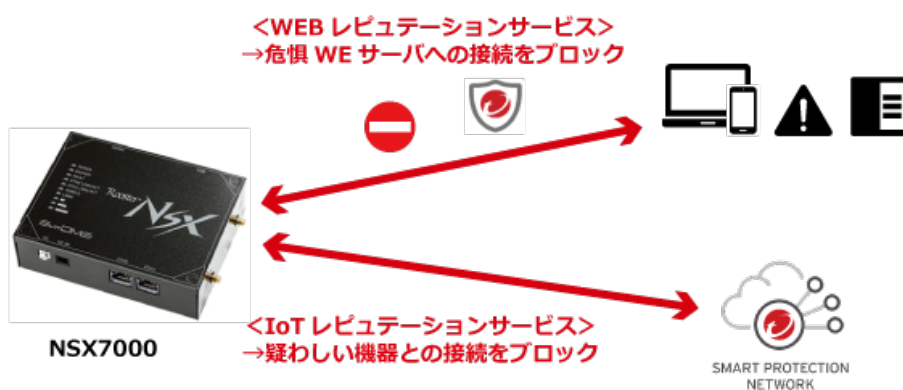 <WEB レピュテーションサービス>
→危惧 WE サーバへの接続をブロック
Rooster
NSX
SUNCOMM
NSX7000
<IoT レピュテーションサービス>
→疑わしい機器との接続をブロック
SMART PROTECTION
NETWORK